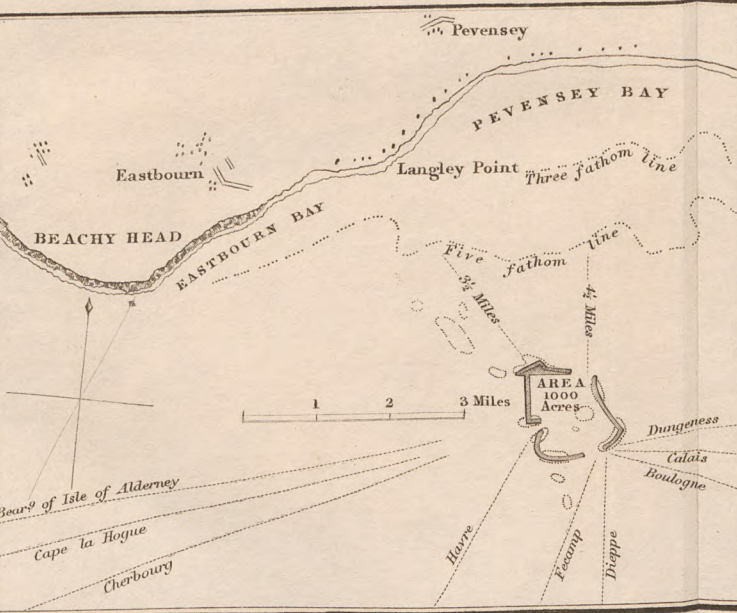 Pevensey
PEVENSEY BAY
Eastbourn
Langley Point
Three fathom line
BEACHY HEAD
EASTBOURN BAY
Five fathom line
3½ Miles
4½ Miles
AREA
1000
Acres
1 2 3 Miles
Dungeness
Calais
Boulogne
Bearg. of Isle of Alderney
Cape la Hogue
Cherbourg
Havre
Fecamp
Dieppe